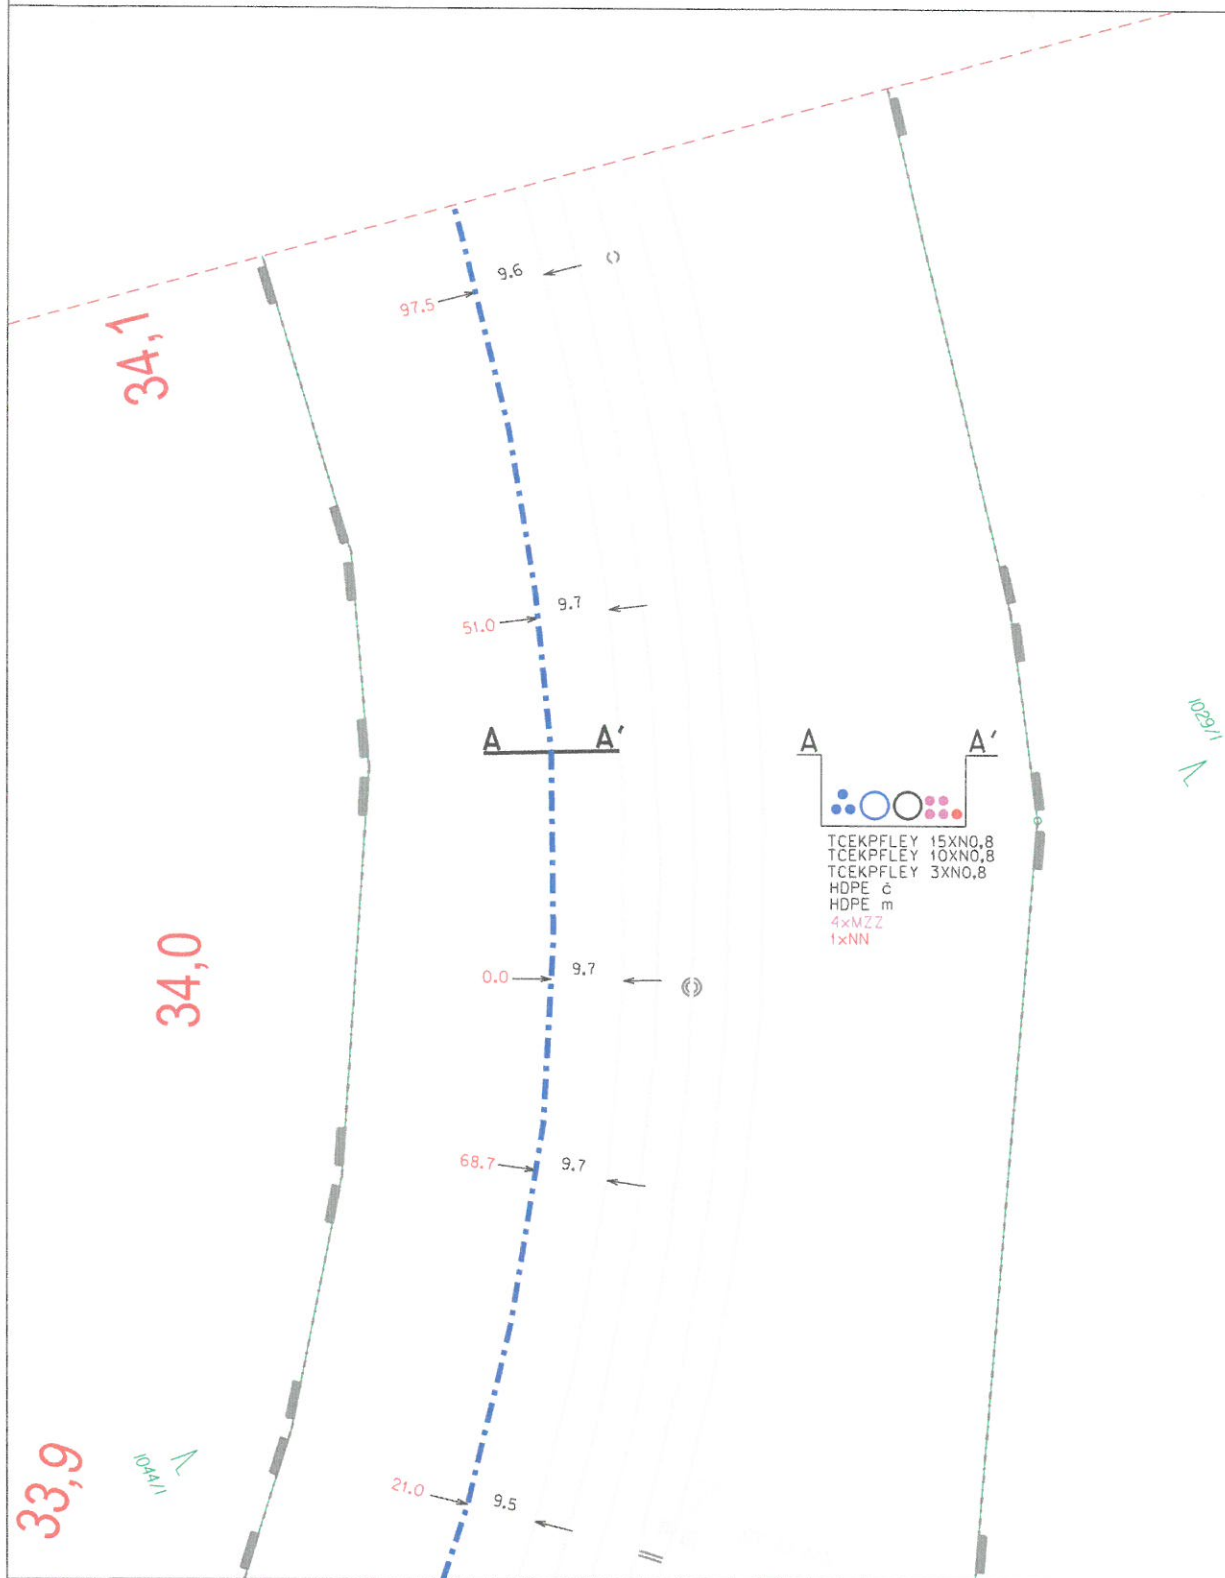 34,1
97.5
9.6
51.0
9.7
A
A'
A
A'
TCEKPFLEY 15XN0,8
TCEKPFLEY 10XN0,8
TCEKPFLEY 3XN0,8
HDPE č
HDPE m
4xMZZ
1xNN
1029/1
34,0
0.0
9.7
68.7
9.7
33,9
1044/1
21.0
9.5